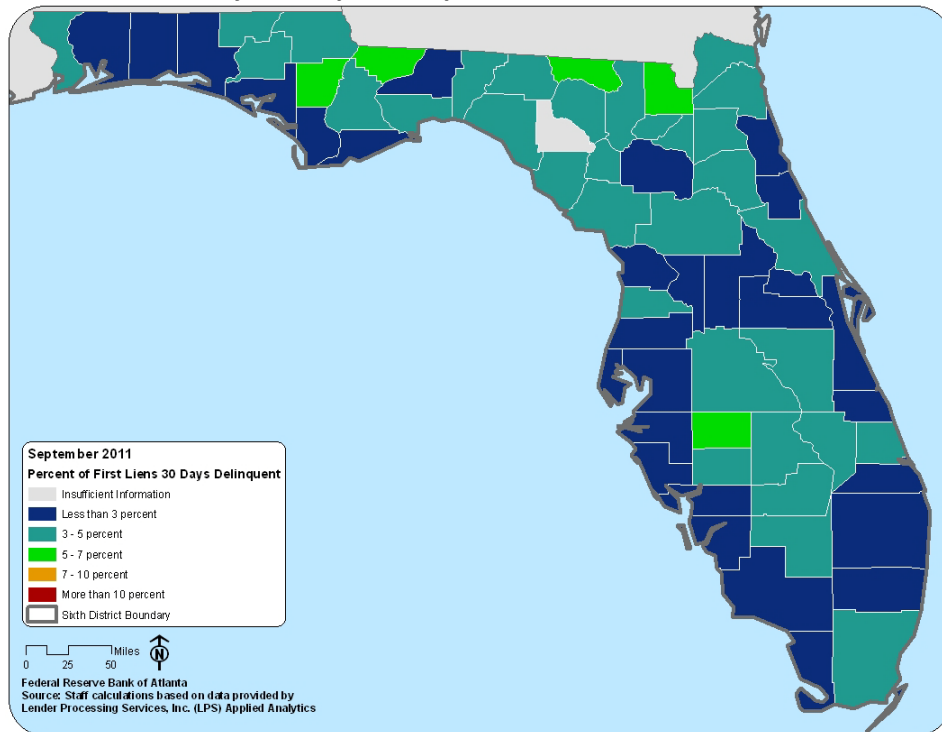 September 2011
Percent of First Liens 30 Days Delinquent
Insufficient Information
Less than 3 percent
3 - 5 percent
5 - 7 percent
7 - 10 percent
More than 10 percent
Sixth District Boundary
Miles
0 25 50
N
Federal Reserve Bank of Atlanta
Source: Staff calculations based on data provided by
Lender Processing Services, Inc. (LPS) Applied Analytics